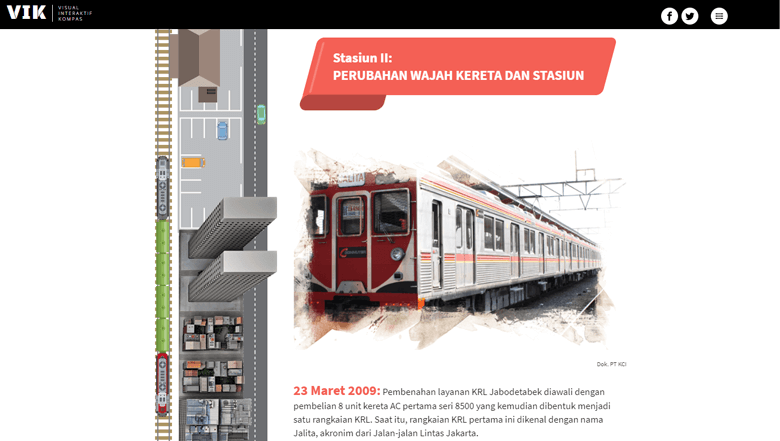 VIK
VISUAL
INTERAKTIF
KOMPAS
Stasiun II:
PERUBAHAN WAJAH KERETA DAN STASIUN
JALITA
Dok. PT KCI
23 Maret 2009: Pembenahan layanan KRL Jabodetabek diawali dengan
pembelian 8 unit kereta AC pertama seri 8500 yang kemudian dibentuk menjadi
satu rangkaian KRL. Saat itu, rangkaian KRL pertama ini dikenal dengan nama
Jalita, akronim dari Jalan-jalan Lintas Jakarta.